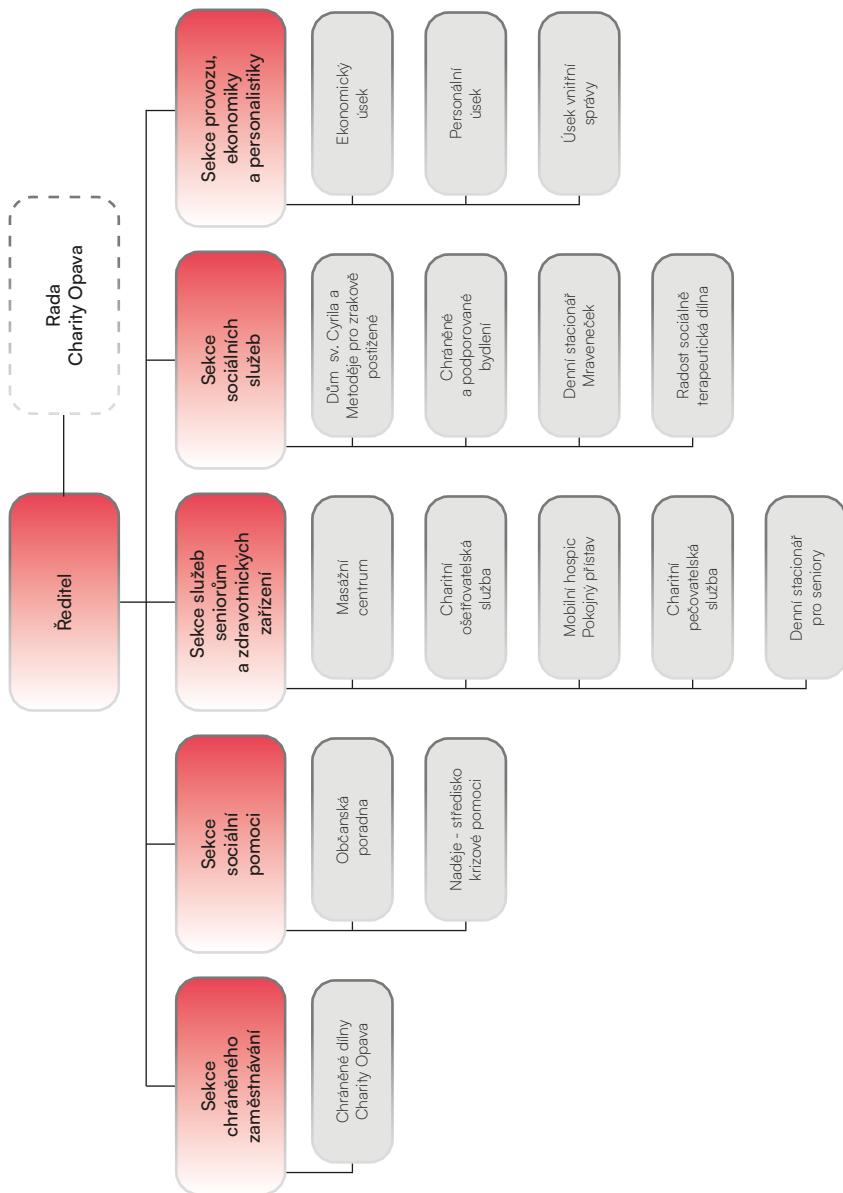 Rada
Charity Opava
Ředitel
Sekce
chráněného
zaměstnávání
Chráněné dílny
Charity Opava
Sekce
sociální
pomoci
Občanská
poradna
Naděje - středisko
krizové pomoci
Sekce služeb
seniorům
a zdravotnických
zařízení
Masážní
centrum
Charitní
ošetřovatelská
služba
Mobilní hospic
Pokojný přístav
Charitní
pečovatelská
služba
Denní stacionář
pro seniory
Sekce
sociálních
služeb
Dům sv. Cyrila a
Metoděje pro zrakově
postižené
Chráněné
a podporované
bydlení
Denní stacionář
Mraveneček
Radost sociálně
terapeutická dílna
Sekce provozu,
ekonomiky
a personalistiky
Ekonomický
úsek
Personální
úsek
Úsek vnitřní
správy